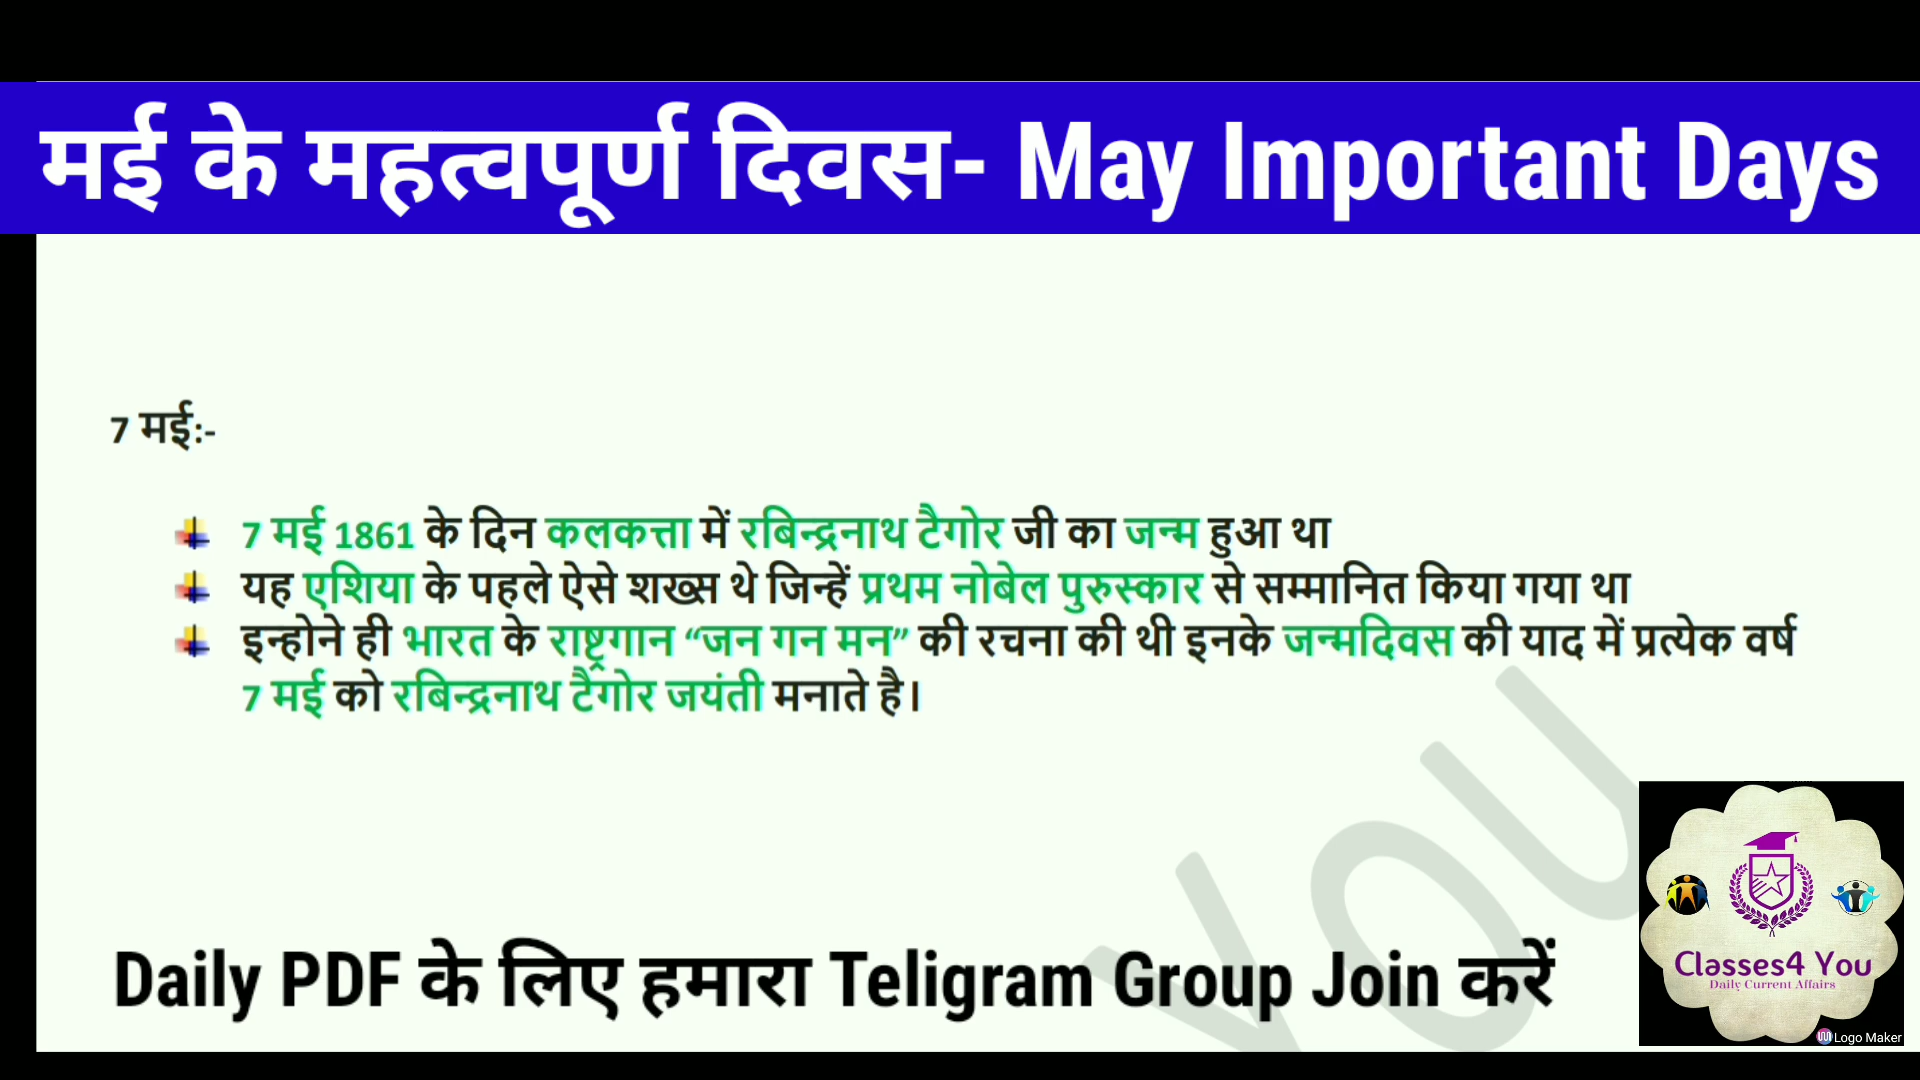 मई के महत्वपूर्ण दिवस- May Important Days
7 मई:-
7 मई 1861 के दिन कलकत्ता में रबिन्द्रनाथ टैगोर जी का जन्म हुआ था
यह एशिया के पहले ऐसे शख्स थे जिन्हें प्रथम नोबेल पुरुस्कार से सम्मानित किया गया था
इन्होने ही भारत के राष्ट्रगान “जन गन मन” की रचना की थी इनके जन्मदिवस की याद में प्रत्येक वर्ष
7 मई को रबिन्द्रनाथ टैगोर जयंती मनाते है।
You
Daily PDF के लिए हमारा Teligram Group Join करें
Classes4 You
Daily Current Affairs
Logo Maker